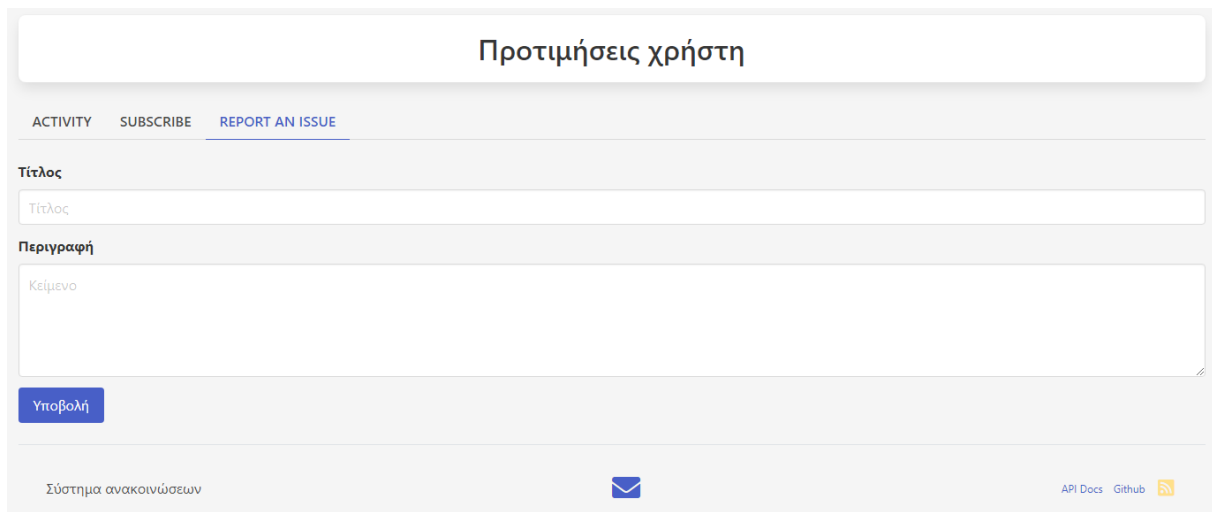 Προτιμήσεις χρήστη
ACTIVITY SUBSCRIBE REPORT AN ISSUE
Τίτλος
Τίτλος
Περιγραφή
Κείμενο
Υποβολή
Σύστημα ανακοινώσεων API Docs Github